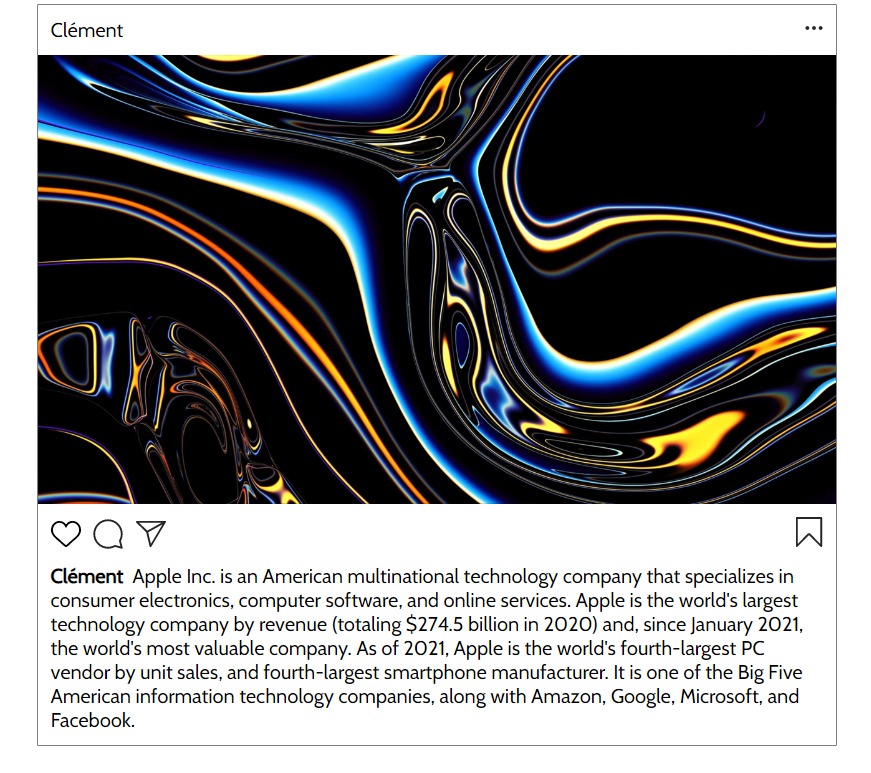 Clément
Clément Apple Inc. is an American multinational technology company that specializes in
consumer electronics, computer software, and online services. Apple is the world's largest
technology company by revenue (totaling $274.5 billion in 2020) and, since January 2021,
the world's most valuable company. As of 2021, Apple is the world's fourth-largest PC
vendor by unit sales, and fourth-largest smartphone manufacturer. It is one of the Big Five
American information technology companies, along with Amazon, Google, Microsoft, and
Facebook.